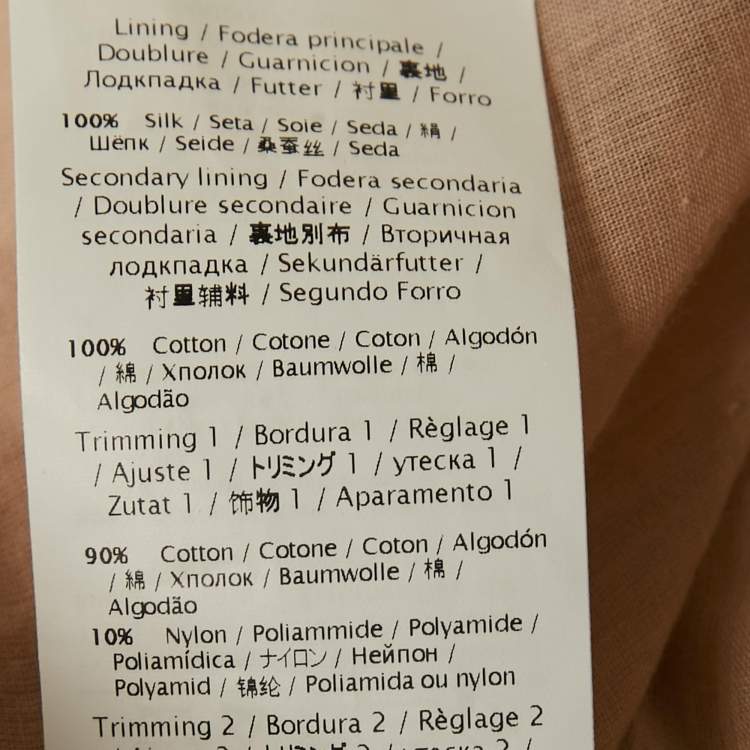 Lining / Fodera principale /
Doublure / Guarnicion / 裏地 /
Лодкпадка / Futter / 衬里 / Forro
100% Silk / Seta / Soie / Seda / 絹 /
Шёпк / Seide / 桑蚕丝 / Seda
Secondary lining / Fodera secondaria
/ Doublure secondaire / Guarnicion
secondaria / 裏地別布 / Вторичная
лодкпадка / Sekundärfutter /
衬里辅料 / Segundo Forro
100% Cotton / Cotone / Coton / Algodón
/ 綿 / Хполок / Baumwolle / 棉 /
Algodão
Trimming 1 / Bordura 1 / Règlage 1
/ Ajuste 1 / トリミング 1 / утеска 1 /
Zutat 1 / 饰物 1 / Aparamento 1
90% Cotton / Cotone / Coton / Algodón
/ 綿 / Хполок / Baumwolle / 棉 /
Algodão
10% Nylon / Poliammide / Polyamide /
Poliamídica / ナイロン / Нейпон /
Polyamid / 锦纶 / Poliamida ou nylon
Trimming 2 / Bordura 2 / Règlage 2